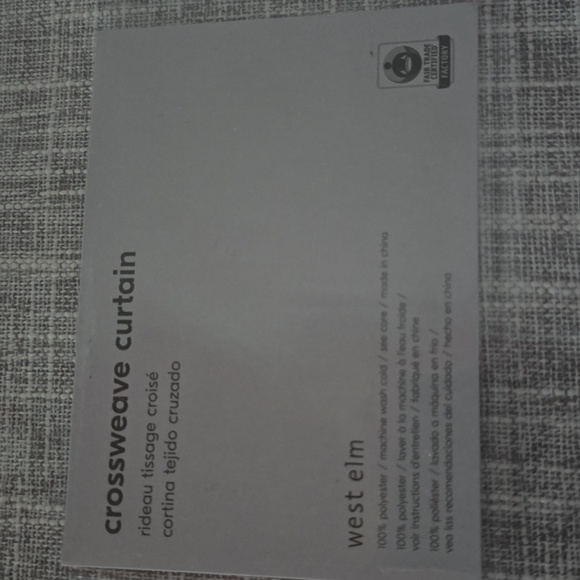 crossweave curtain
rideau tissage croisé
cortina tejido cruzado
west elm
100% polyester / machine wash cold / see care / made in china
100% polyester / laver à la machine à l'eau froide /
voir instructions d'entretien / fabriqué en chine
100% poliéster / lavado a máquina en frío /
vea las recomendaciones del cuidado / hecho en china
FAIR TRADE
CERTIFIED
FACTORY